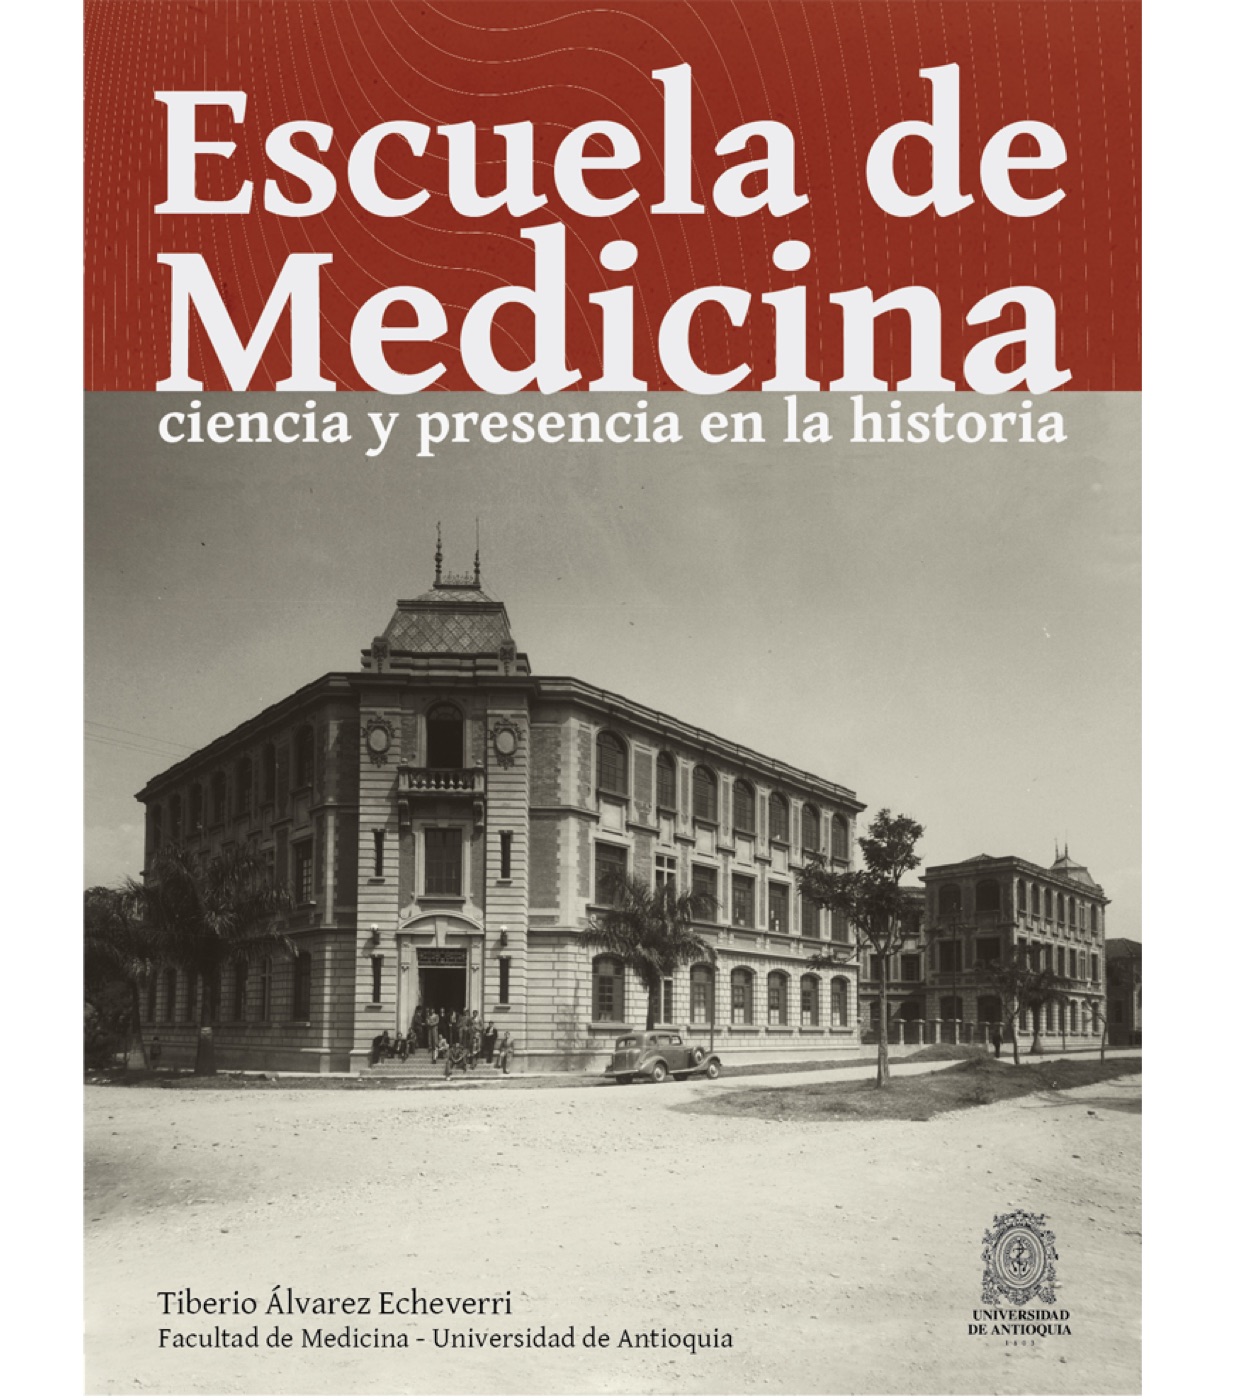 Escuela de
Medicina
ciencia y presencia en la historia
Tiberio Álvarez Echeverri
Facultad de Medicina - Universidad de Antioquia
UNIVERSIDAD
DE ANTIOQUIA
1803